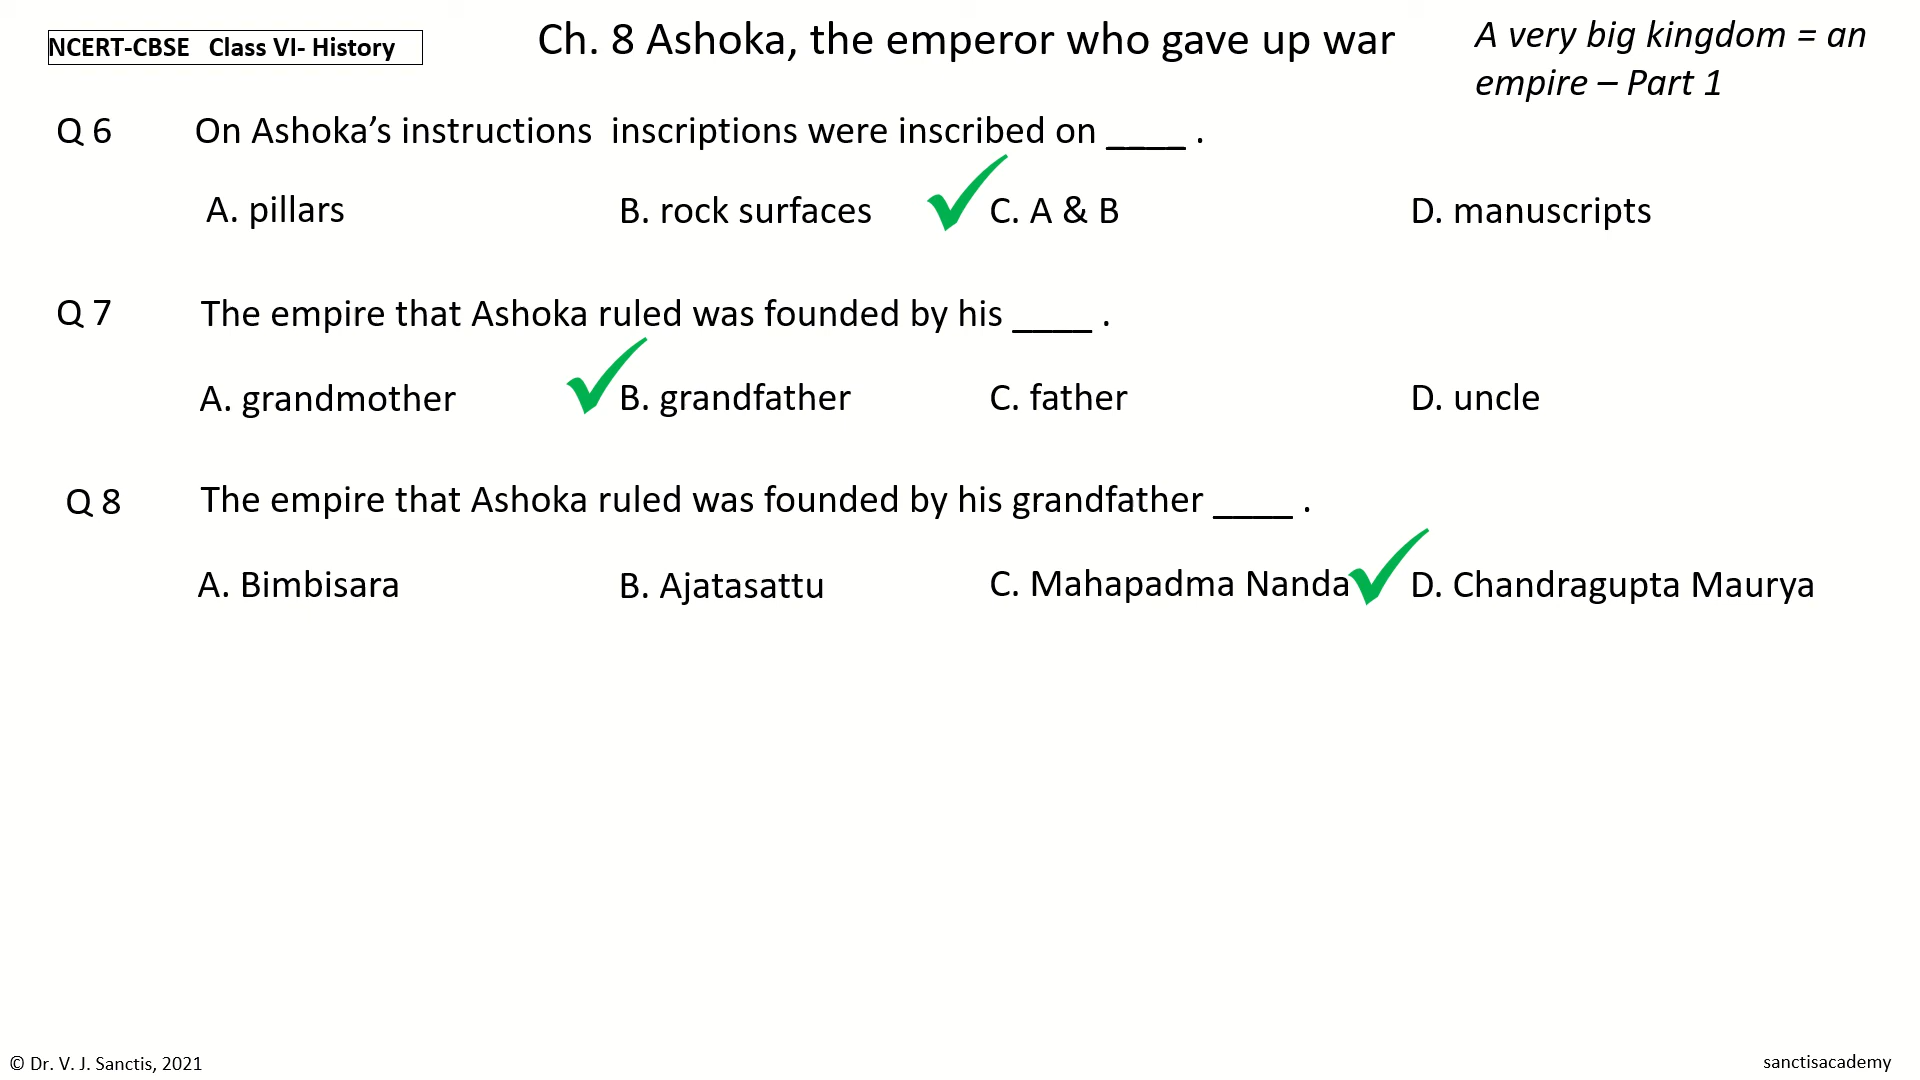 NCERT-CBSE Class VI- History
Ch. 8 Ashoka, the emperor who gave up war
A very big kingdom = an
empire – Part 1
Q 6 On Ashoka’s instructions inscriptions were inscribed on ____ .
A. pillars B. rock surfaces C. A & B D. manuscripts
Q 7 The empire that Ashoka ruled was founded by his ____ .
A. grandmother B. grandfather C. father D. uncle
Q 8 The empire that Ashoka ruled was founded by his grandfather ____ .
A. Bimbisara B. Ajatasattu C. Mahapadma Nanda D. Chandragupta Maurya
© Dr. V. J. Sanctis, 2021
sanctisacademy